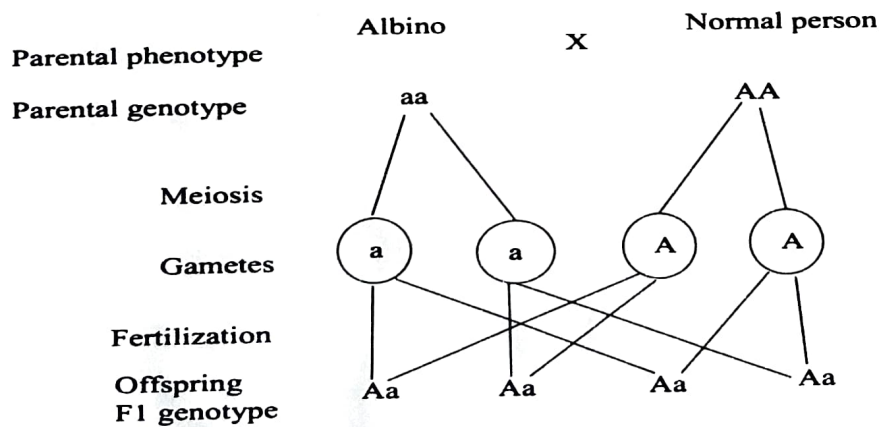 Albino X Normal person
Parental phenotype
Parental genotype aa AA
Meiosis
Gametes a a A A
Fertilization
Offspring Aa Aa Aa Aa
F1 genotype